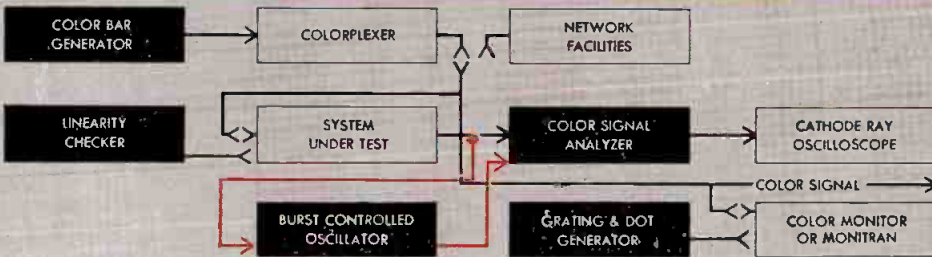 COLOR BAR
GENERATOR
COLORPLEXER
NETWORK
FACILITIES
LINEARITY
CHECKER
SYSTEM
UNDER TEST
COLOR SIGNAL
ANALYZER
CATHODE RAY
OSCILLOSCOPE
COLOR SIGNAL
BURST CONTROLLED
OSCILLATOR
GRATING & DOT
GENERATOR
COLOR MONITOR
OR MONITRAN